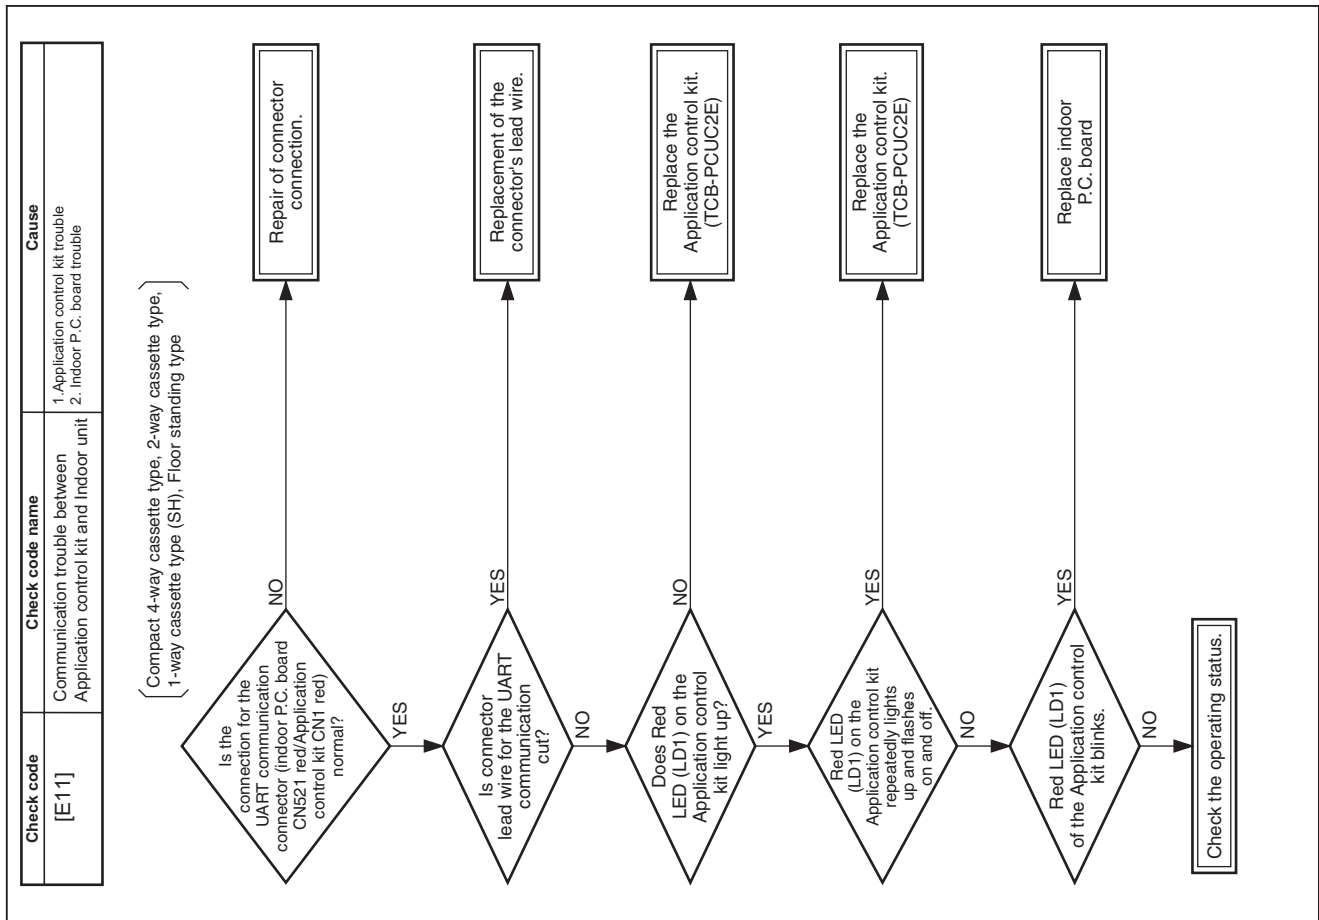 Check code
Check code name
Cause
[E11]
Communication trouble between
Application control kit and Indoor unit
1.Application control kit trouble
2. Indoor P.C. board trouble
Compact 4-way cassette type, 2-way cassette type,
1-way cassette type (SH), Floor standing type
Is the
connection for the
UART communication
connector (indoor P.C. board
CN521 red/Application
control kit CN1 red)
normal?
NO
Repair of connector
connection.
YES
Is connector
lead wire for the UART
communication
cut?
YES
Replacement of the
connector's lead wire.
NO
Does Red
LED (LD1) on the
Application control
kit light up?
NO
Replace the
Application control kit.
(TCB-PCUC2E)
YES
Red LED
(LD1) on the
Application control kit
repeatedly lights
up and flashes
on and off.
YES
Replace the
Application control kit.
(TCB-PCUC2E)
NO
Red LED (LD1)
of the Application control
kit blinks.
YES
Replace indoor
P.C. board
NO
Check the operating status.